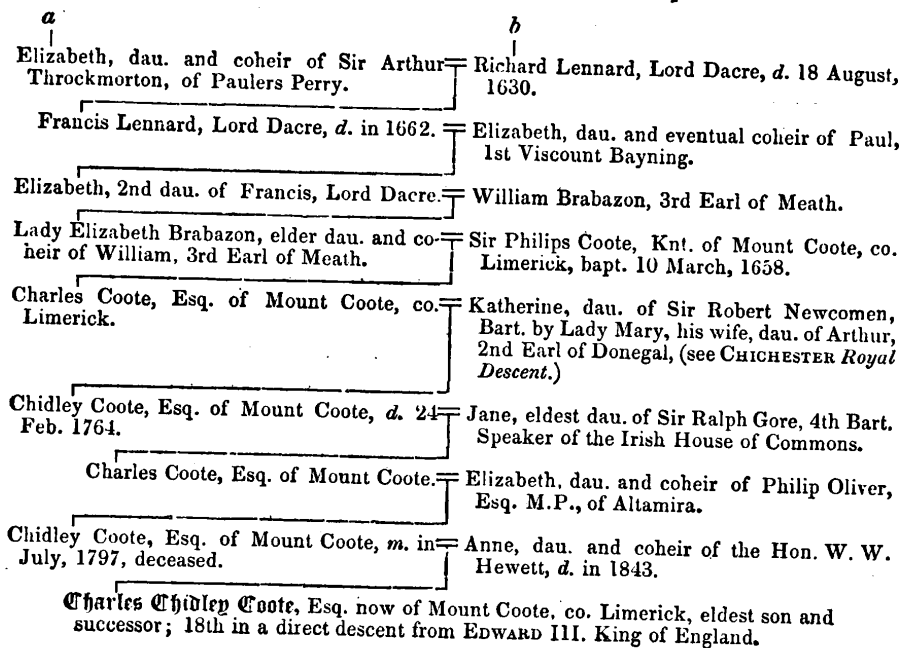 a
b
Elizabeth, dau. and coheir of Sir Arthur
Throckmorton, of Paulers Perry.
Richard Lennard, Lord Dacre, d. 18 August,
1630.
Francis Lennard, Lord Dacre, d. in 1662.
Elizabeth, dau. and eventual coheir of Paul,
1st Viscount Bayning.
Elizabeth, 2nd dau. of Francis, Lord Dacre.
William Brabazon, 3rd Earl of Meath.
Lady Elizabeth Brabazon, elder dau. and co-
heir of William, 3rd Earl of Meath.
Sir Philips Coote, Knt. of Mount Coote, co.
Limerick, bapt. 10 March, 1658.
Charles Coote, Esq. of Mount Coote, co.
Limerick.
Katherine, dau. of Sir Robert Newcomen,
Bart. by Lady Mary, his wife, dau. of Arthur,
2nd Earl of Donegal, (see CHICHESTER Royal
Descent.)
Chidley Coote, Esq. of Mount Coote, d. 24
Feb. 1764.
Jane, eldest dau. of Sir Ralph Gore, 4th Bart.
Speaker of the Irish House of Commons.
Charles Coote, Esq. of Mount Coote.
Elizabeth, dau. and coheir of Philip Oliver,
Esq. M.P., of Altamira.
Chidley Coote, Esq. of Mount Coote, m. in
July, 1797, deceased.
Anne, dau. and coheir of the Hon. W. W.
Hewett, d. in 1843.
Charles Chidley Coote, Esq. now of Mount Coote, co. Limerick, eldest son and
successor; 18th in a direct descent from EDWARD III. King of England.